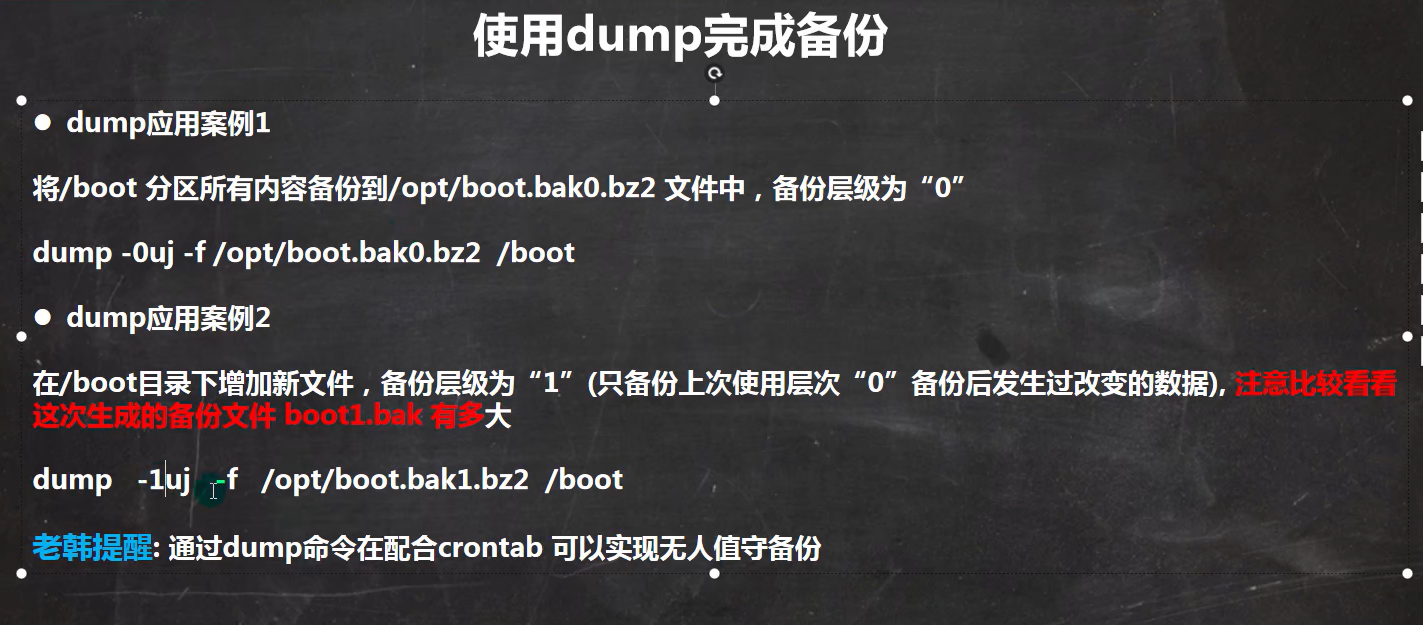 使用dump完成备份
● dump应用案例1
将/boot 分区所有内容备份到/opt/boot.bak0.bz2 文件中，备份层级为“0”
dump -0uj -f /opt/boot.bak0.bz2 /boot
● dump应用案例2
在/boot目录下增加新文件，备份层级为“1”(只备份上次使用层次“0”备份后发生过改变的数据), 注意比较看看
这次生成的备份文件 boot1.bak 有多大
dump -1uj -f /opt/boot.bak1.bz2 /boot
老韩提醒: 通过dump命令在配合crontab 可以实现无人值守备份